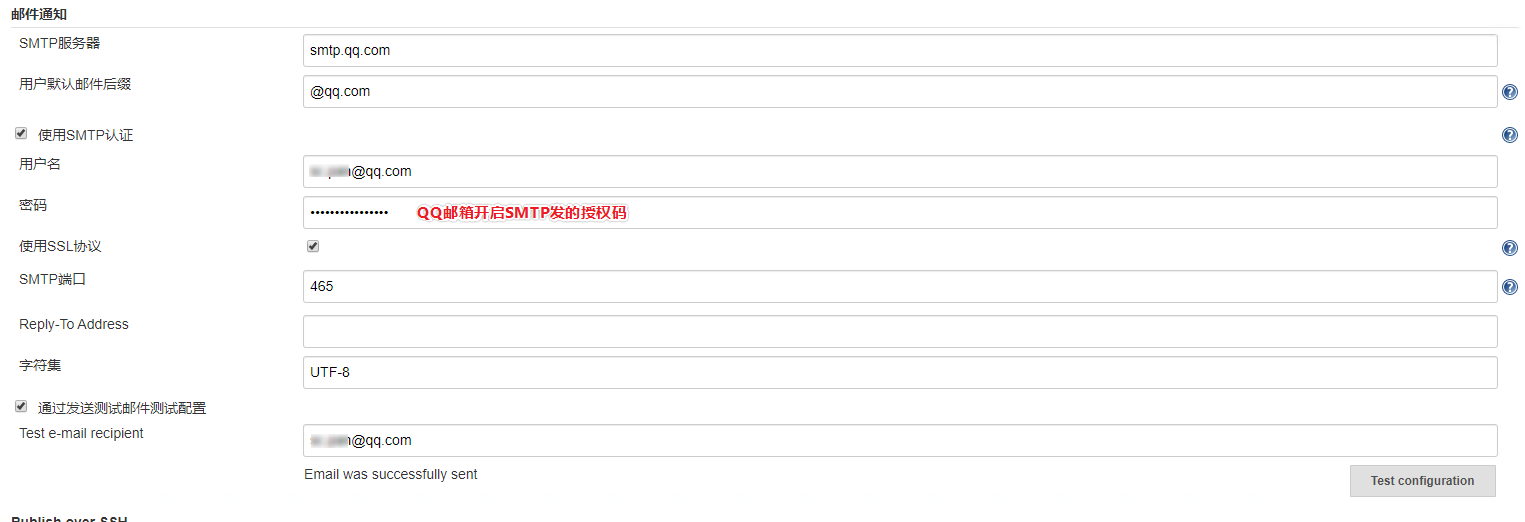 邮件通知
SMTP服务器
smtp.qq.com
用户默认邮件后缀
@qq.com
使用SMTP认证
用户名
@qq.com
密码
••••••••••••••••
QQ邮箱开启SMTP发的授权码
使用SSL协议
SMTP端口
465
Reply-To Address
字符集
UTF-8
通过发送测试邮件测试配置
Test e-mail recipient
@qq.com
Email was successfully sent
Test configuration
Publish over SSH